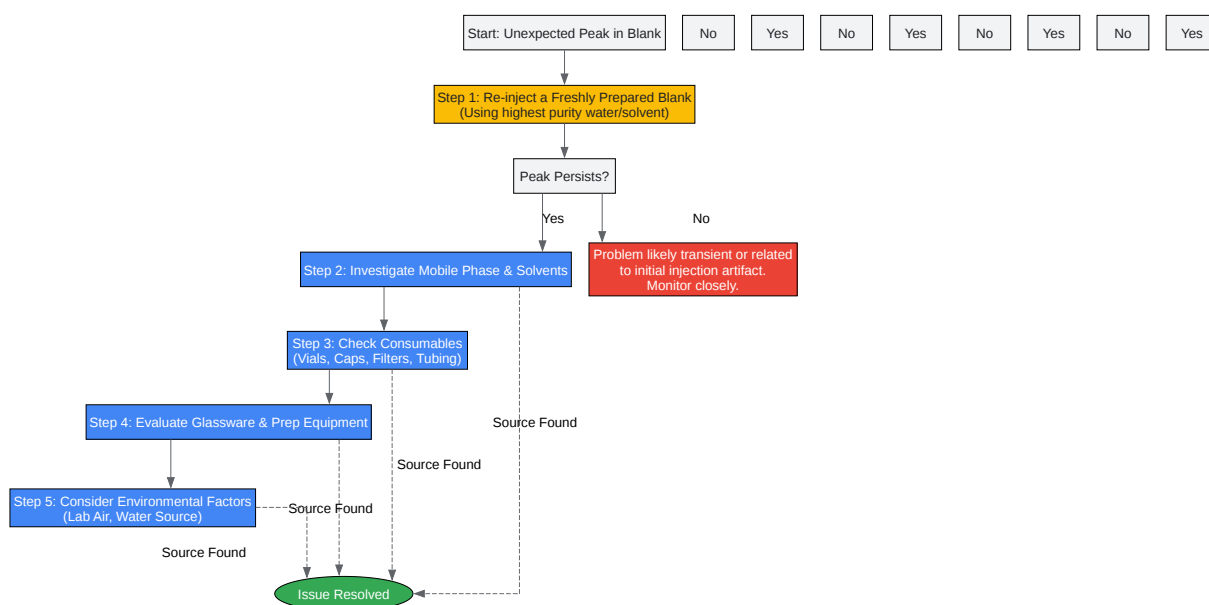 Start: Unexpected Peak in Blank
No
Yes
No
Yes
No
Yes
No
Yes
Step 1: Re-inject a Freshly Prepared Blank
(Using highest purity water/solvent)
Peak Persists?
Yes
No
Step 2: Investigate Mobile Phase & Solvents
Problem likely transient or related
to initial injection artifact.
Monitor closely.
Step 3: Check Consumables
(Vials, Caps, Filters, Tubing)
Step 4: Evaluate Glassware & Prep Equipment
Source Found
Source Found
Step 5: Consider Environmental Factors
(Lab Air, Water Source)
Source Found
Source Found
Issue Resolved